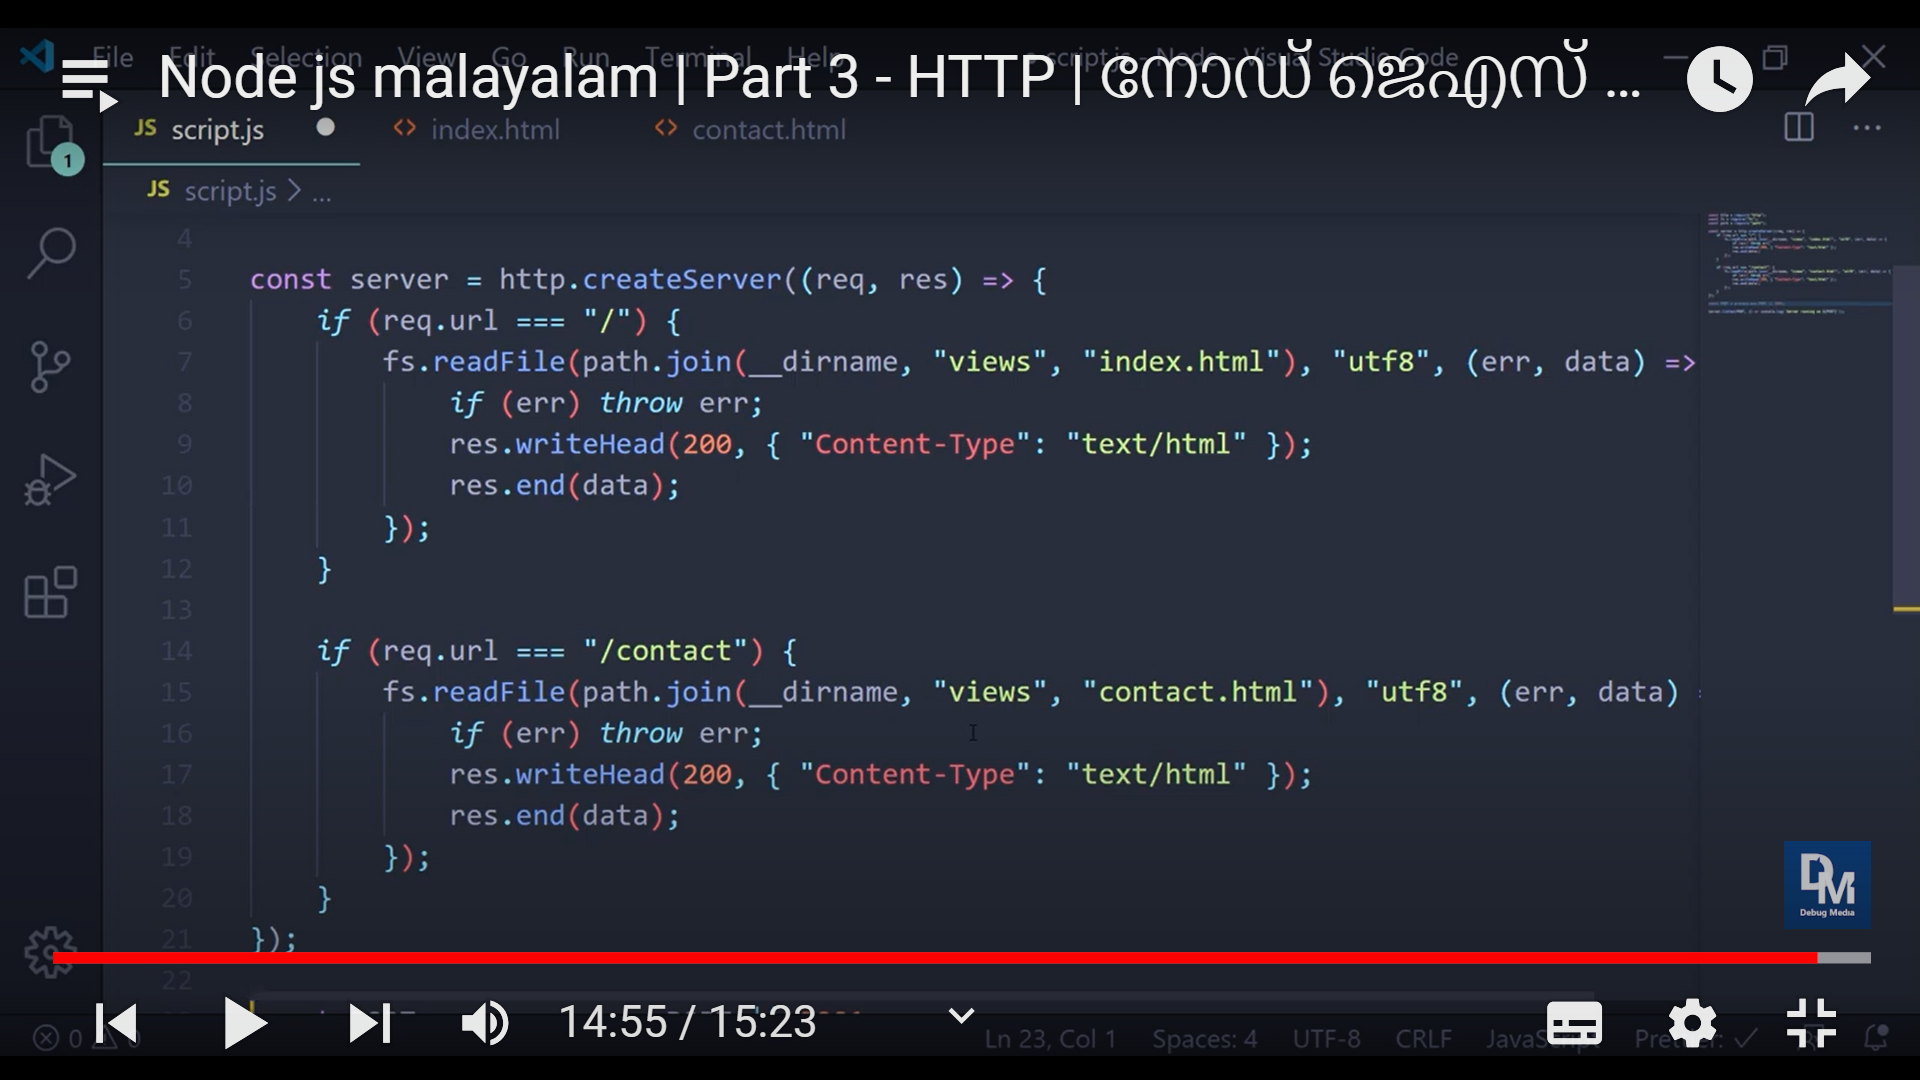 File Edit Selection View Go Run Terminal Help script.js - Node - Visual Studio Code
Node js malayalam | Part 3 - HTTP | നോഡ് ജെഎസ് ...
JS script.js index.html contact.html
1
JS script.js > ...
4
5 const server = http.createServer((req, res) => {
6 if (req.url === "/") {
7 fs.readFile(path.join(__dirname, "views", "index.html"), "utf8", (err, data) =>
8 if (err) throw err;
9 res.writeHead(200, { "Content-Type": "text/html" });
10 res.end(data);
11 });
12 }
13
14 if (req.url === "/contact") {
15 fs.readFile(path.join(__dirname, "views", "contact.html"), "utf8", (err, data)
16 if (err) throw err;
17 res.writeHead(200, { "Content-Type": "text/html" });
18 res.end(data);
19 });
20 }
21 });
22
DM
Debug Media
14:55 / 15:23
0 0 Ln 23, Col 1 Spaces: 4 UTF-8 CRLF JavaScript Prettier: ✓